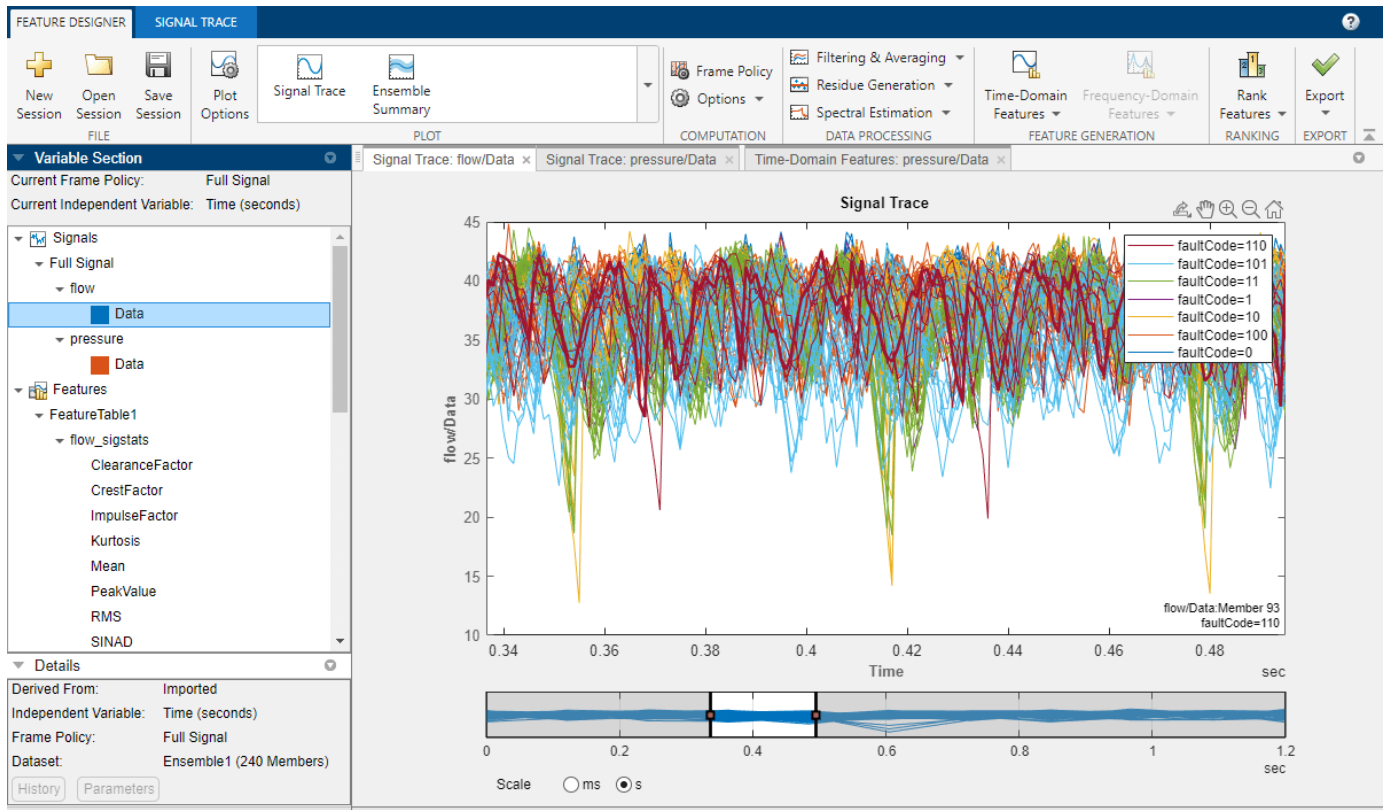 FEATURE DESIGNER SIGNAL TRACE
?
New Session
Open Session
Save Session
FILE
Plot Options
Signal Trace
Ensemble Summary
PLOT
Frame Policy
Options
COMPUTATION
Filtering & Averaging
Residue Generation
Spectral Estimation
DATA PROCESSING
Time-Domain Features
Frequency-Domain Features
FEATURE GENERATION
Rank Features
RANKING
Export
EXPORT
Variable Section
Current Frame Policy: Full Signal
Current Independent Variable: Time (seconds)
Signals
Full Signal
flow
Data
pressure
Data
Features
FeatureTable1
flow_sigstats
ClearanceFactor
CrestFactor
ImpulseFactor
Kurtosis
Mean
PeakValue
RMS
SINAD
Details
Derived From: Imported
Independent Variable: Time (seconds)
Frame Policy: Full Signal
Dataset: Ensemble1 (240 Members)
History Parameters
Signal Trace: flow/Data × Signal Trace: pressure/Data × Time-Domain Features: pressure/Data ×
Signal Trace
45
40
35
30
25
20
15
10
flow/Data
faultCode=110
faultCode=101
faultCode=11
faultCode=1
faultCode=10
faultCode=100
faultCode=0
flow/Data:Member 93
faultCode=110
0.34 0.36 0.38 0.4 0.42 0.44 0.46 0.48
Time
sec
0 0.2 0.4 0.6 0.8 1 1.2
sec
Scale ms s